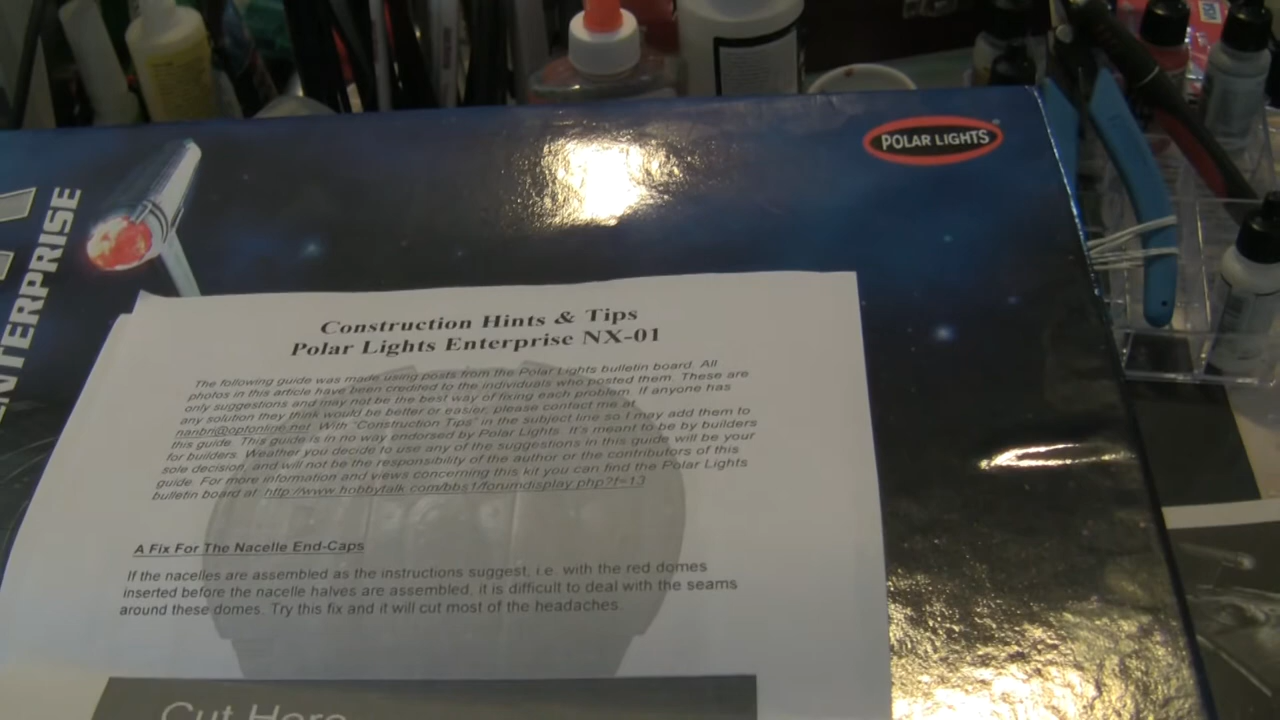 POLAR LIGHTS
ENTERPRISE
VISA
Construction Hints & Tips
Polar Lights Enterprise NX-01
The following guide was made using posts from the Polar Lights bulletin board. All
photos in this article have been credited to the individuals who posted them. These are
only suggestions and may not be the best way of fixing each problem. If anyone has
any solution they think would be better or easier, please contact me at
nanbri@optonline.net. With "Construction Tips" in the subject line so I may add them to
this guide. This guide is in no way endorsed by Polar Lights. It's meant to be by builders
for builders. Weather you decide to use any of the suggestions in this guide will be your
sole decision, and will not be the responsibility of the author or the contributors of this
guide. For more information and views concerning this kit you can find the Polar Lights
bulletin board at: http://www.hobbytalk.com/bbs1/forumdisplay.php?f=13
A Fix For The Nacelle End-Caps
If the nacelles are assembled as the instructions suggest, i.e. with the red domes
inserted before the nacelle halves are assembled, it is difficult to deal with the seams
around these domes. Try this fix and it will cut most of the headaches.
Cut Here